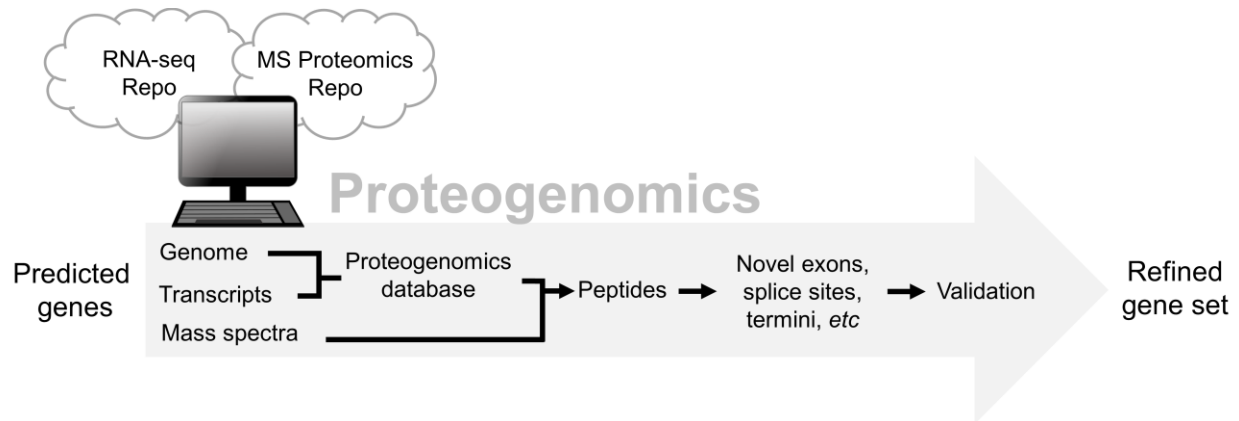 RNA-seq
Repo
MS Proteomics
Repo
Proteogenomics
Predicted
genes
Genome
Transcripts
Mass spectra
Proteogenomics
database
Peptides
Novel exons,
splice sites,
termini, etc
Validation
Refined
gene set